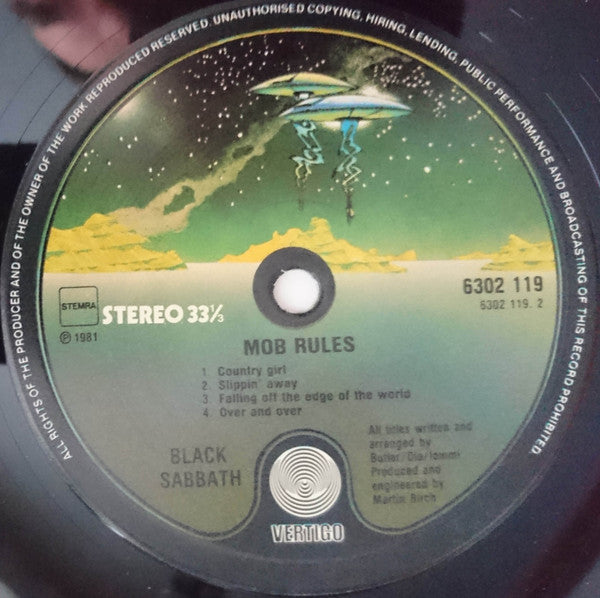 ALL RIGHTS OF THE PRODUCER AND OF THE OWNER OF THE WORK REPRODUCED RESERVED. UNAUTHORISED COPYING, HIRING, LENDING, PUBLIC PERFORMANCE AND BROADCASTING OF THIS RECORD PROHIBITED.
STEMRA
STEREO 33⅓
℗ 1981
6302 119
6302 119. 2
MOB RULES
1. Country girl
2. Slippin' away
3. Falling off the edge of the world
4. Over and over
BLACK
SABBATH
All titles written and
arranged by
Butler/Dio/Iommi
Produced and
engineered by
Martin Birch
VERTIGO